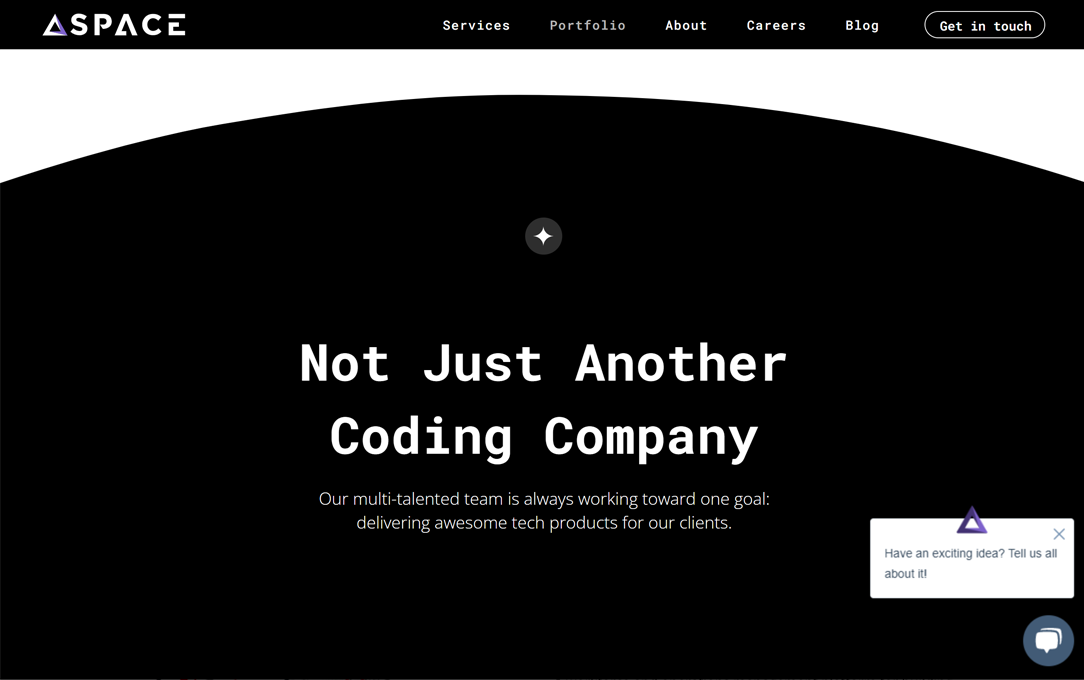 ASPACE
Services
Portfolio
About
Careers
Blog
Get in touch
Not Just Another
Coding Company
Our multi-talented team is always working toward one goal:
delivering awesome tech products for our clients.
Have an exciting idea? Tell us all
about it!